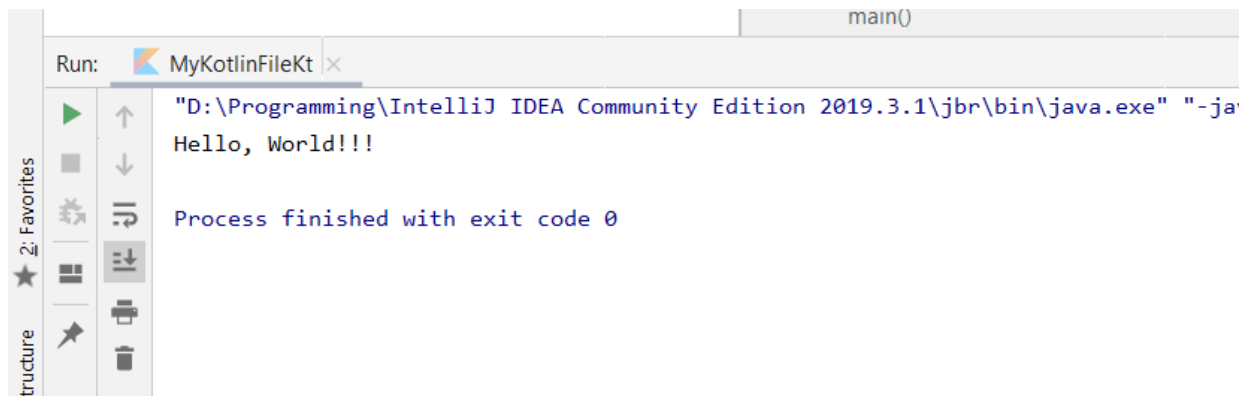 main()
Run: MyKotlinFileKt
"D:\Programming\IntelliJ IDEA Community Edition 2019.3.1\jbr\bin\java.exe" "-ja
Hello, World!!!
Process finished with exit code 0
2: Favorites
tructure